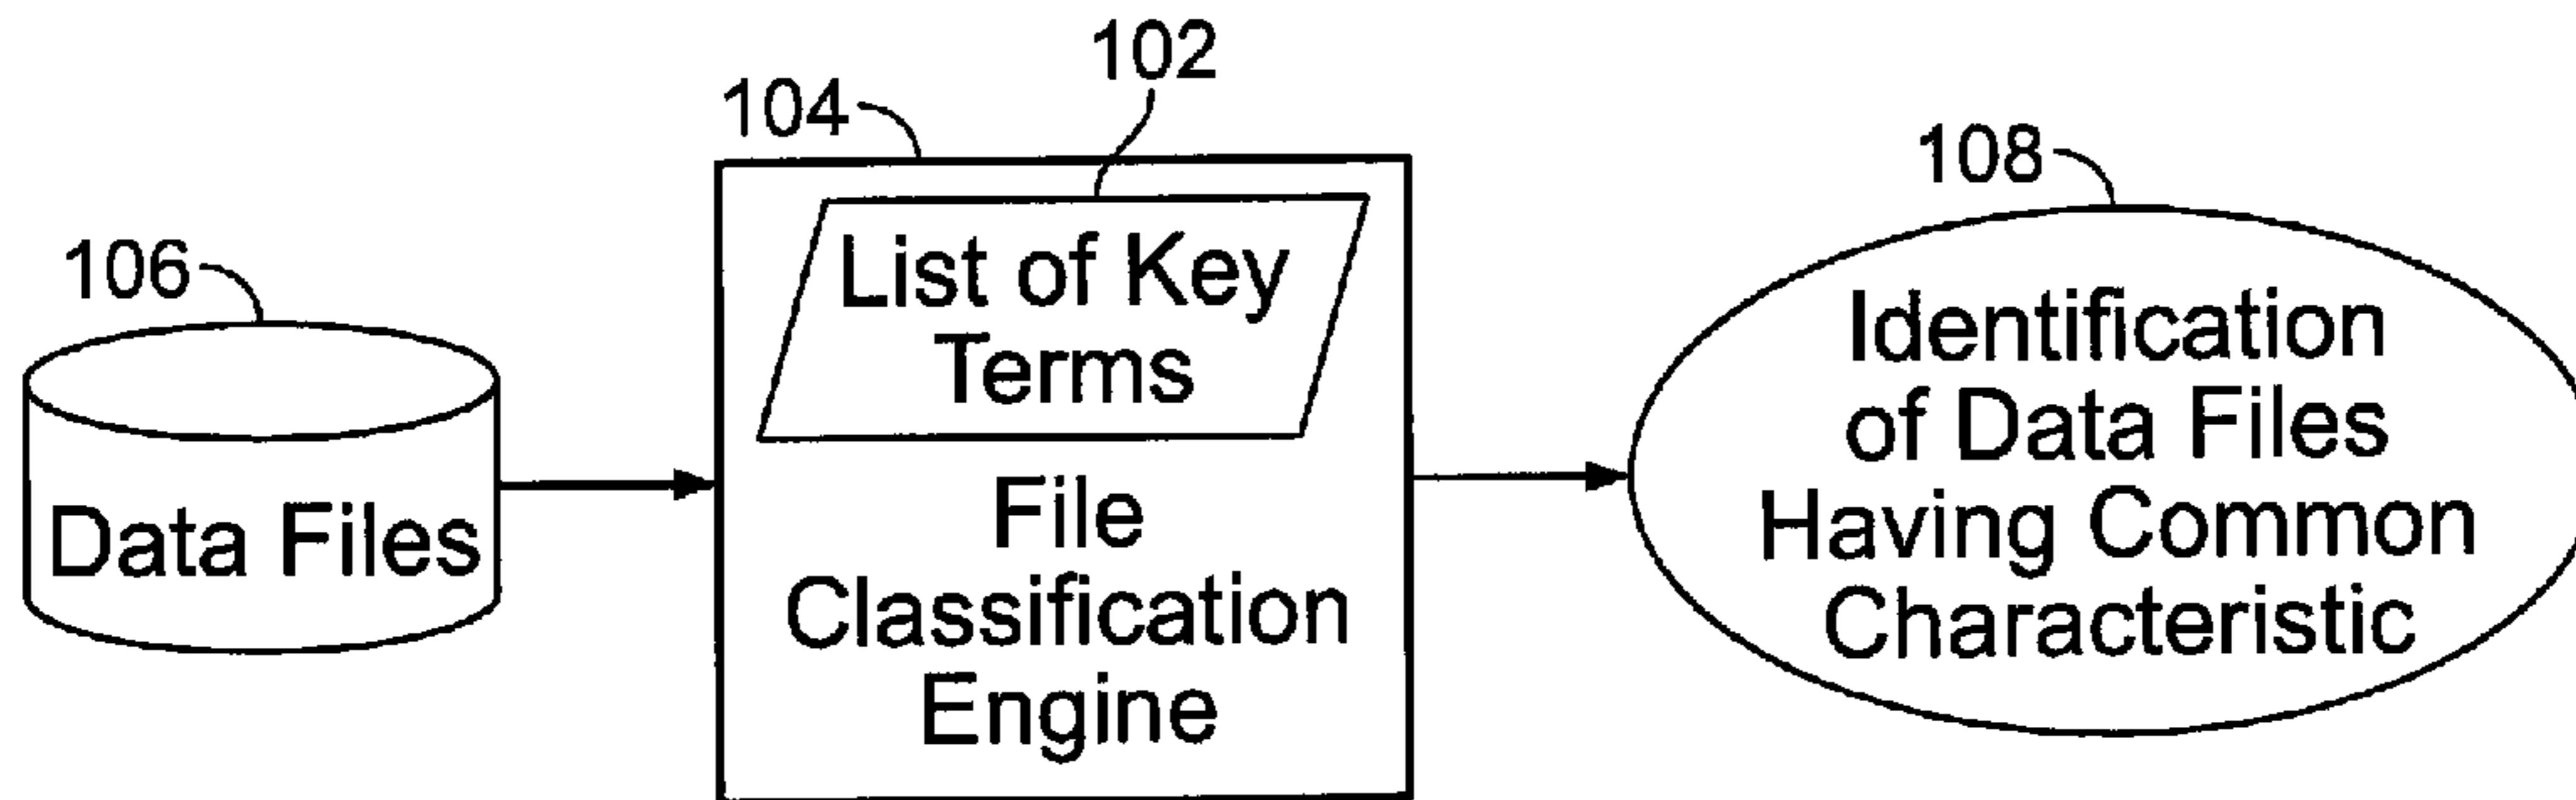 102
104
108
106
List of Key
Terms
Identification
of Data Files
Having Common
Characteristic
Data Files
File
Classification
Engine